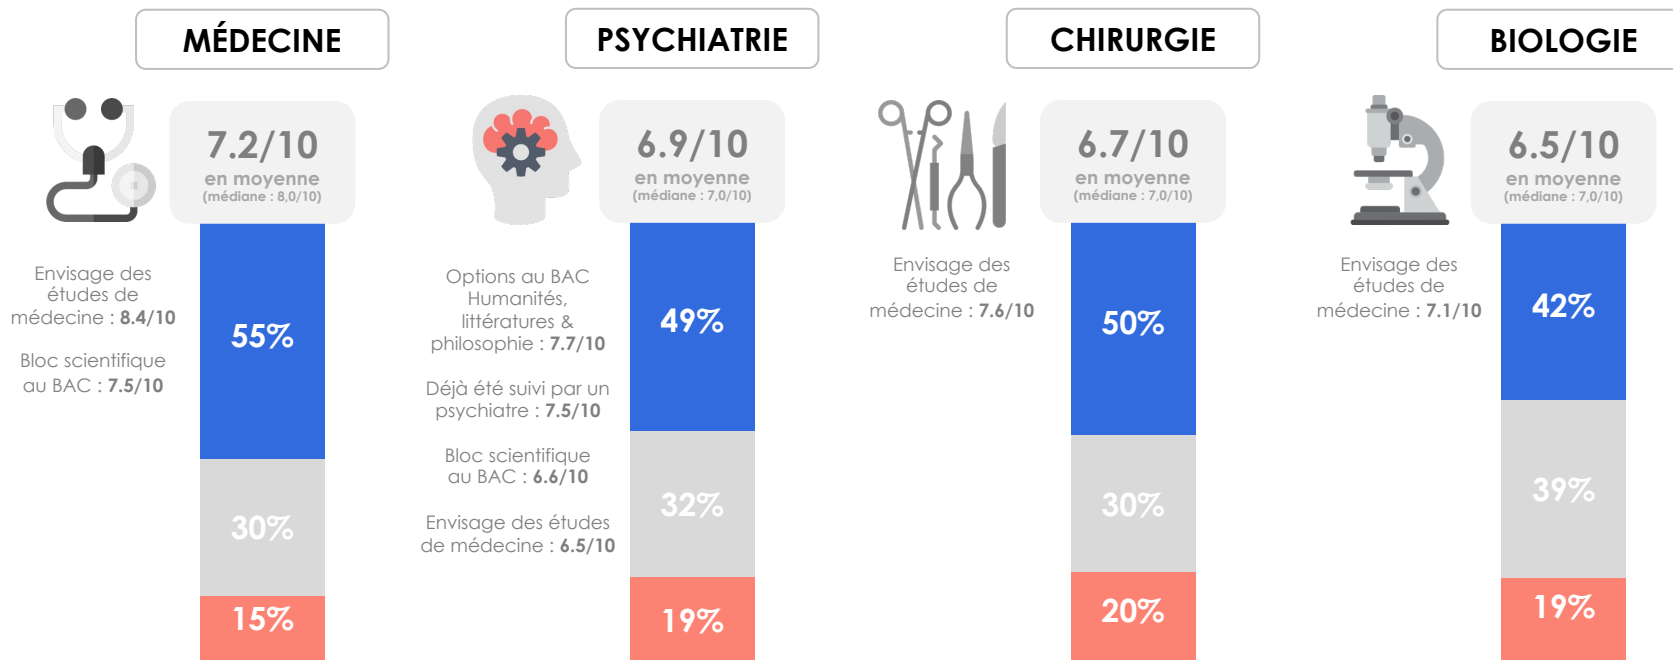 MÉDECINE
7.2/10
en moyenne
(médiane : 8,0/10)
Envisage des
études de
médecine : 8.4/10
Bloc scientifique
au BAC : 7.5/10
55%
30%
15%
PSYCHIATRIE
6.9/10
en moyenne
(médiane : 7,0/10)
Options au BAC
Humanités,
littératures &
philosophie : 7.7/10
Déjà été suivi par un
psychiatre : 7.5/10
Bloc scientifique
au BAC : 6.6/10
Envisage des études
de médecine : 6.5/10
49%
32%
19%
CHIRURGIE
6.7/10
en moyenne
(médiane : 7,0/10)
Envisage des
études de
médecine : 7.6/10
50%
30%
20%
BIOLOGIE
6.5/10
en moyenne
(médiane : 7,0/10)
Envisage des
études de
médecine : 7.1/10
42%
39%
19%